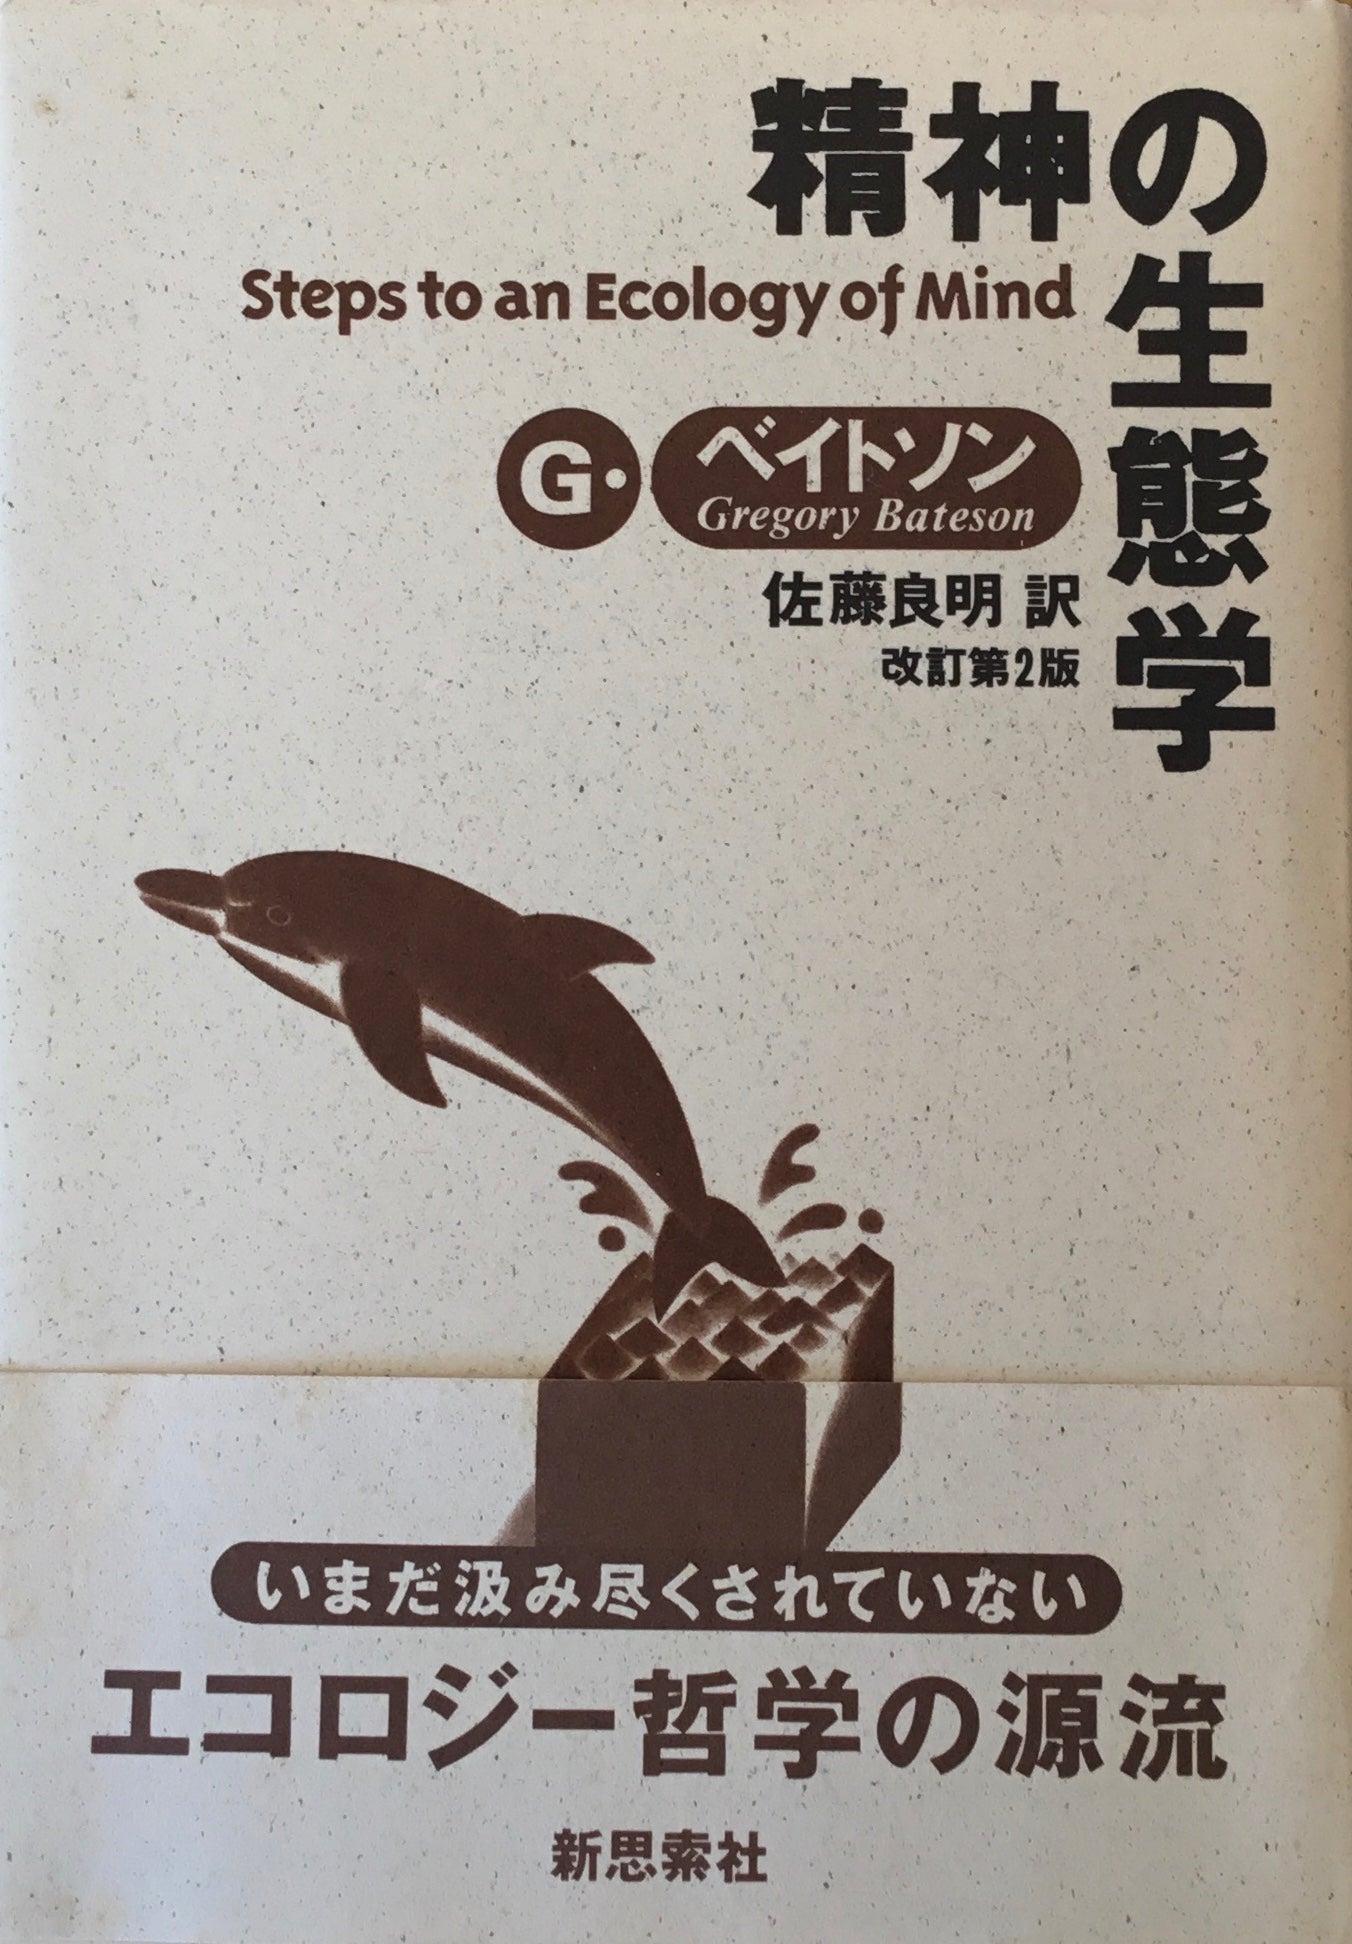 精神の生態学
Steps to an Ecology of Mind
G・ベイトソン
Gregory Bateson
佐藤良明 訳
改訂第2版
いまだ汲み尽くされていない
エコロジー哲学の源流
新思索社